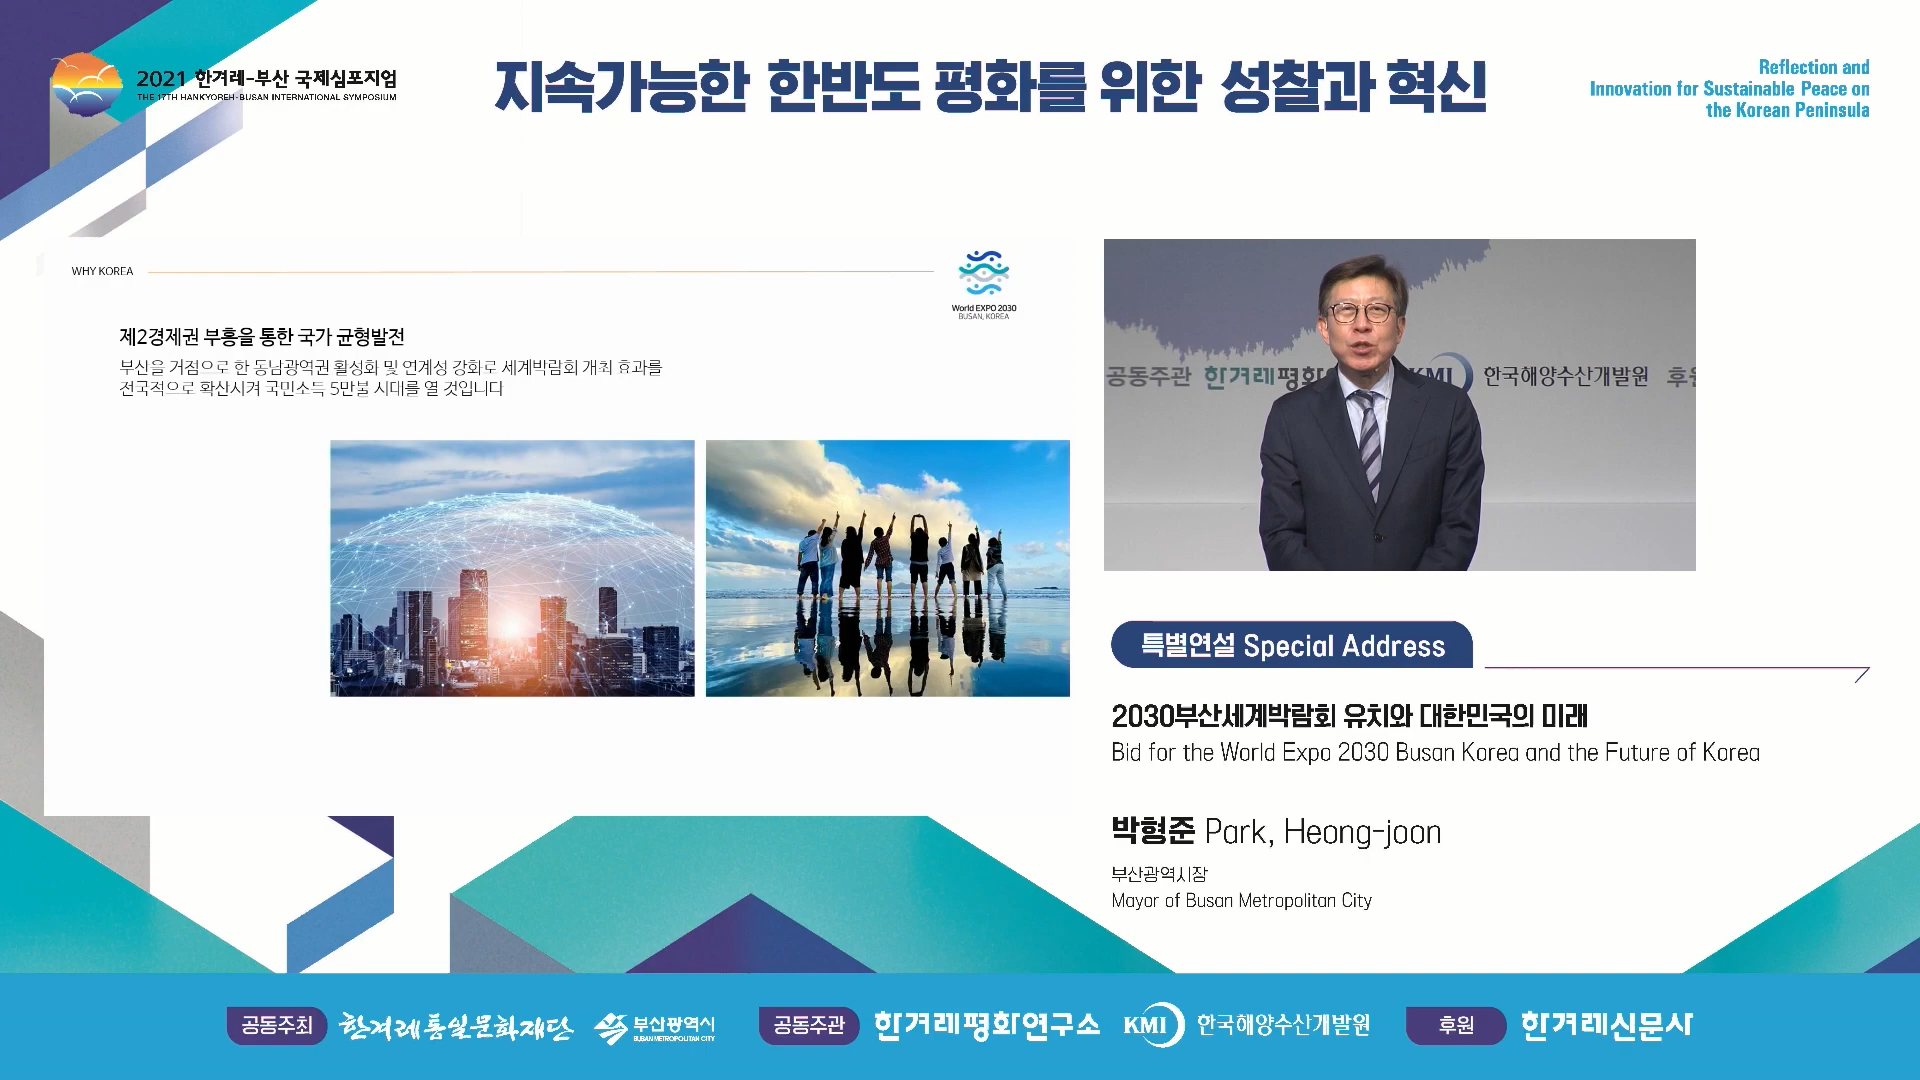 2021 한겨레-부산 국제심포지엄
THE 17TH HANKYOREH-BUSAN INTERNATIONAL SYMPOSIUM
지속가능한 한반도 평화를 위한 성찰과 혁신
Reflection and
Innovation for Sustainable Peace on
the Korean Peninsula
WHY KOREA
World EXPO 2030
BUSAN, KOREA
제2경제권 부흥을 통한 국가 균형발전
부산을 거점으로 한 동남광역권 활성화 및 연계성 강화로 세계박람회 개최 효과를
전국적으로 확산시켜 국민소득 5만불 시대를 열 것입니다
공동주관 한겨레평화 KMI 한국해양수산개발원 후원
특별연설 Special Address
2030부산세계박람회 유치와 대한민국의 미래
Bid for the World Expo 2030 Busan Korea and the Future of Korea
박형준 Park, Heong-joon
부산광역시장
Mayor of Busan Metropolitan City
공동주최 한겨레통일문화재단 부산광역시
BUSAN METROPOLITAN CITY
공동주관 한겨레평화연구소 KMI 한국해양수산개발원
후원 한겨레신문사